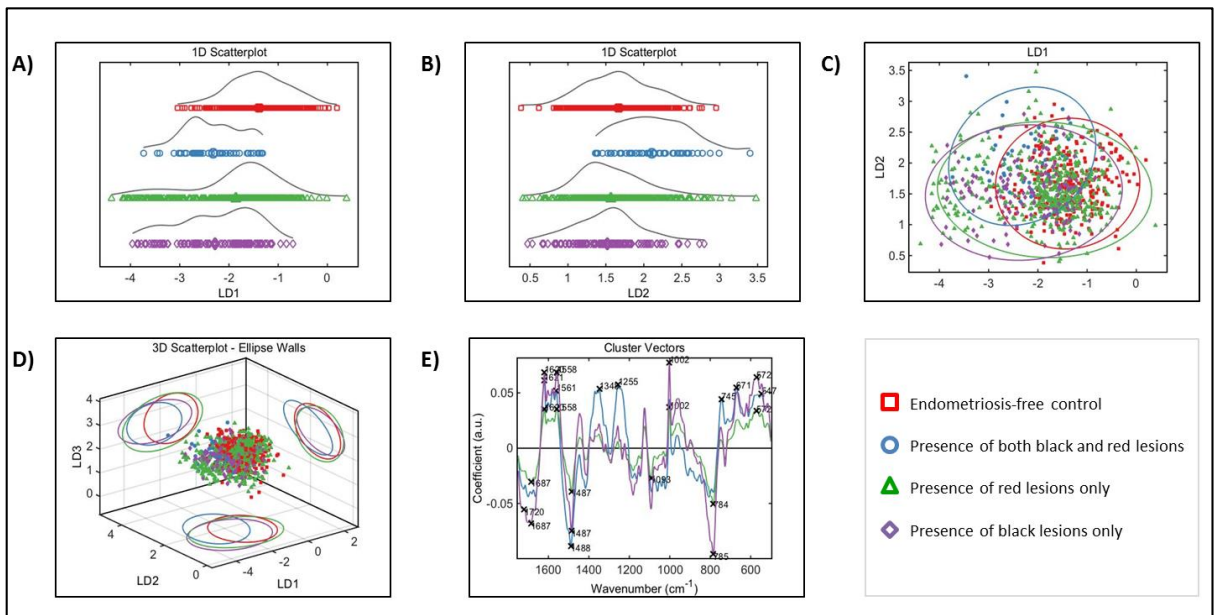 A)
1D Scatterplot
-4 -3 -2 -1 0
LD1
B)
1D Scatterplot
0.5 1 1.5 2 2.5 3 3.5
LD2
C)
LD1
3.5
3
2.5
2
1.5
1
0.5
LD2
-4 -3 -2 -1 0
D)
3D Scatterplot - Ellipse Walls
4
3
2
1
0
LD3
4
2
0
LD2
-4
-2
0
2
LD1
E)
Cluster Vectors
0.05
0
-0.05
Coefficient (a.u.)
1558
1561
1558
1255
1002
1002
745
671
572
547
572
1687
1720
1687
1487
1487
1488
1093
784
785
1600 1400 1200 1000 800 600
Wavenumber (cm-1)
Endometriosis-free control
Presence of both black and red lesions
Presence of red lesions only
Presence of black lesions only